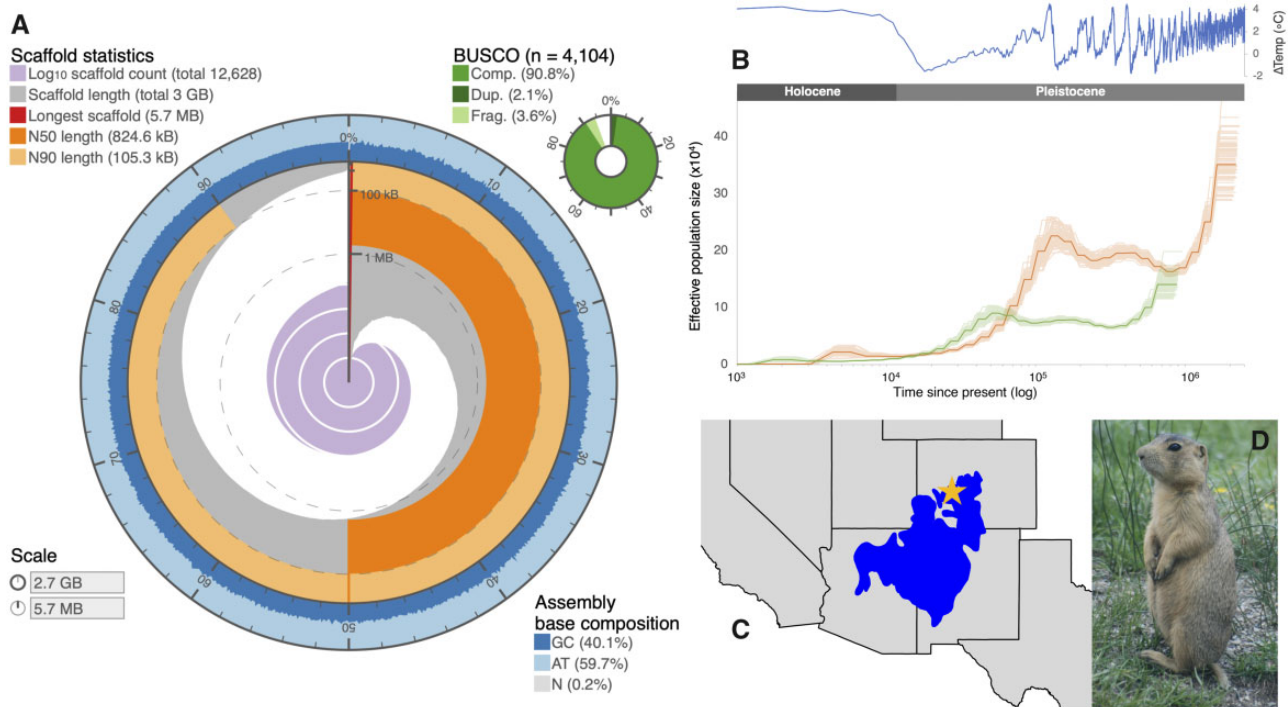 A
Scaffold statistics
Log10 scaffold count (total 12,628)
Scaffold length (total 3 GB)
Longest scaffold (5.7 MB)
N50 length (824.6 kB)
N90 length (105.3 kB)
BUSCO (n = 4,104)
Comp. (90.8%)
Dup. (2.1%)
Frag. (3.6%)
0%
20
40
60
80
0%
10
20
30
40
50
60
70
80
90
100 kB
1 MB
Scale
2.7 GB
5.7 MB
Assembly
base composition
GC (40.1%)
AT (59.7%)
N (0.2%)
B
4
2
0
-2
ΔTemp (∘C)
Holocene
Pleistocene
Effective population size (x10⁴)
40
30
20
10
0
10³
10⁴
10⁵
10⁶
Time since present (log)
C
D